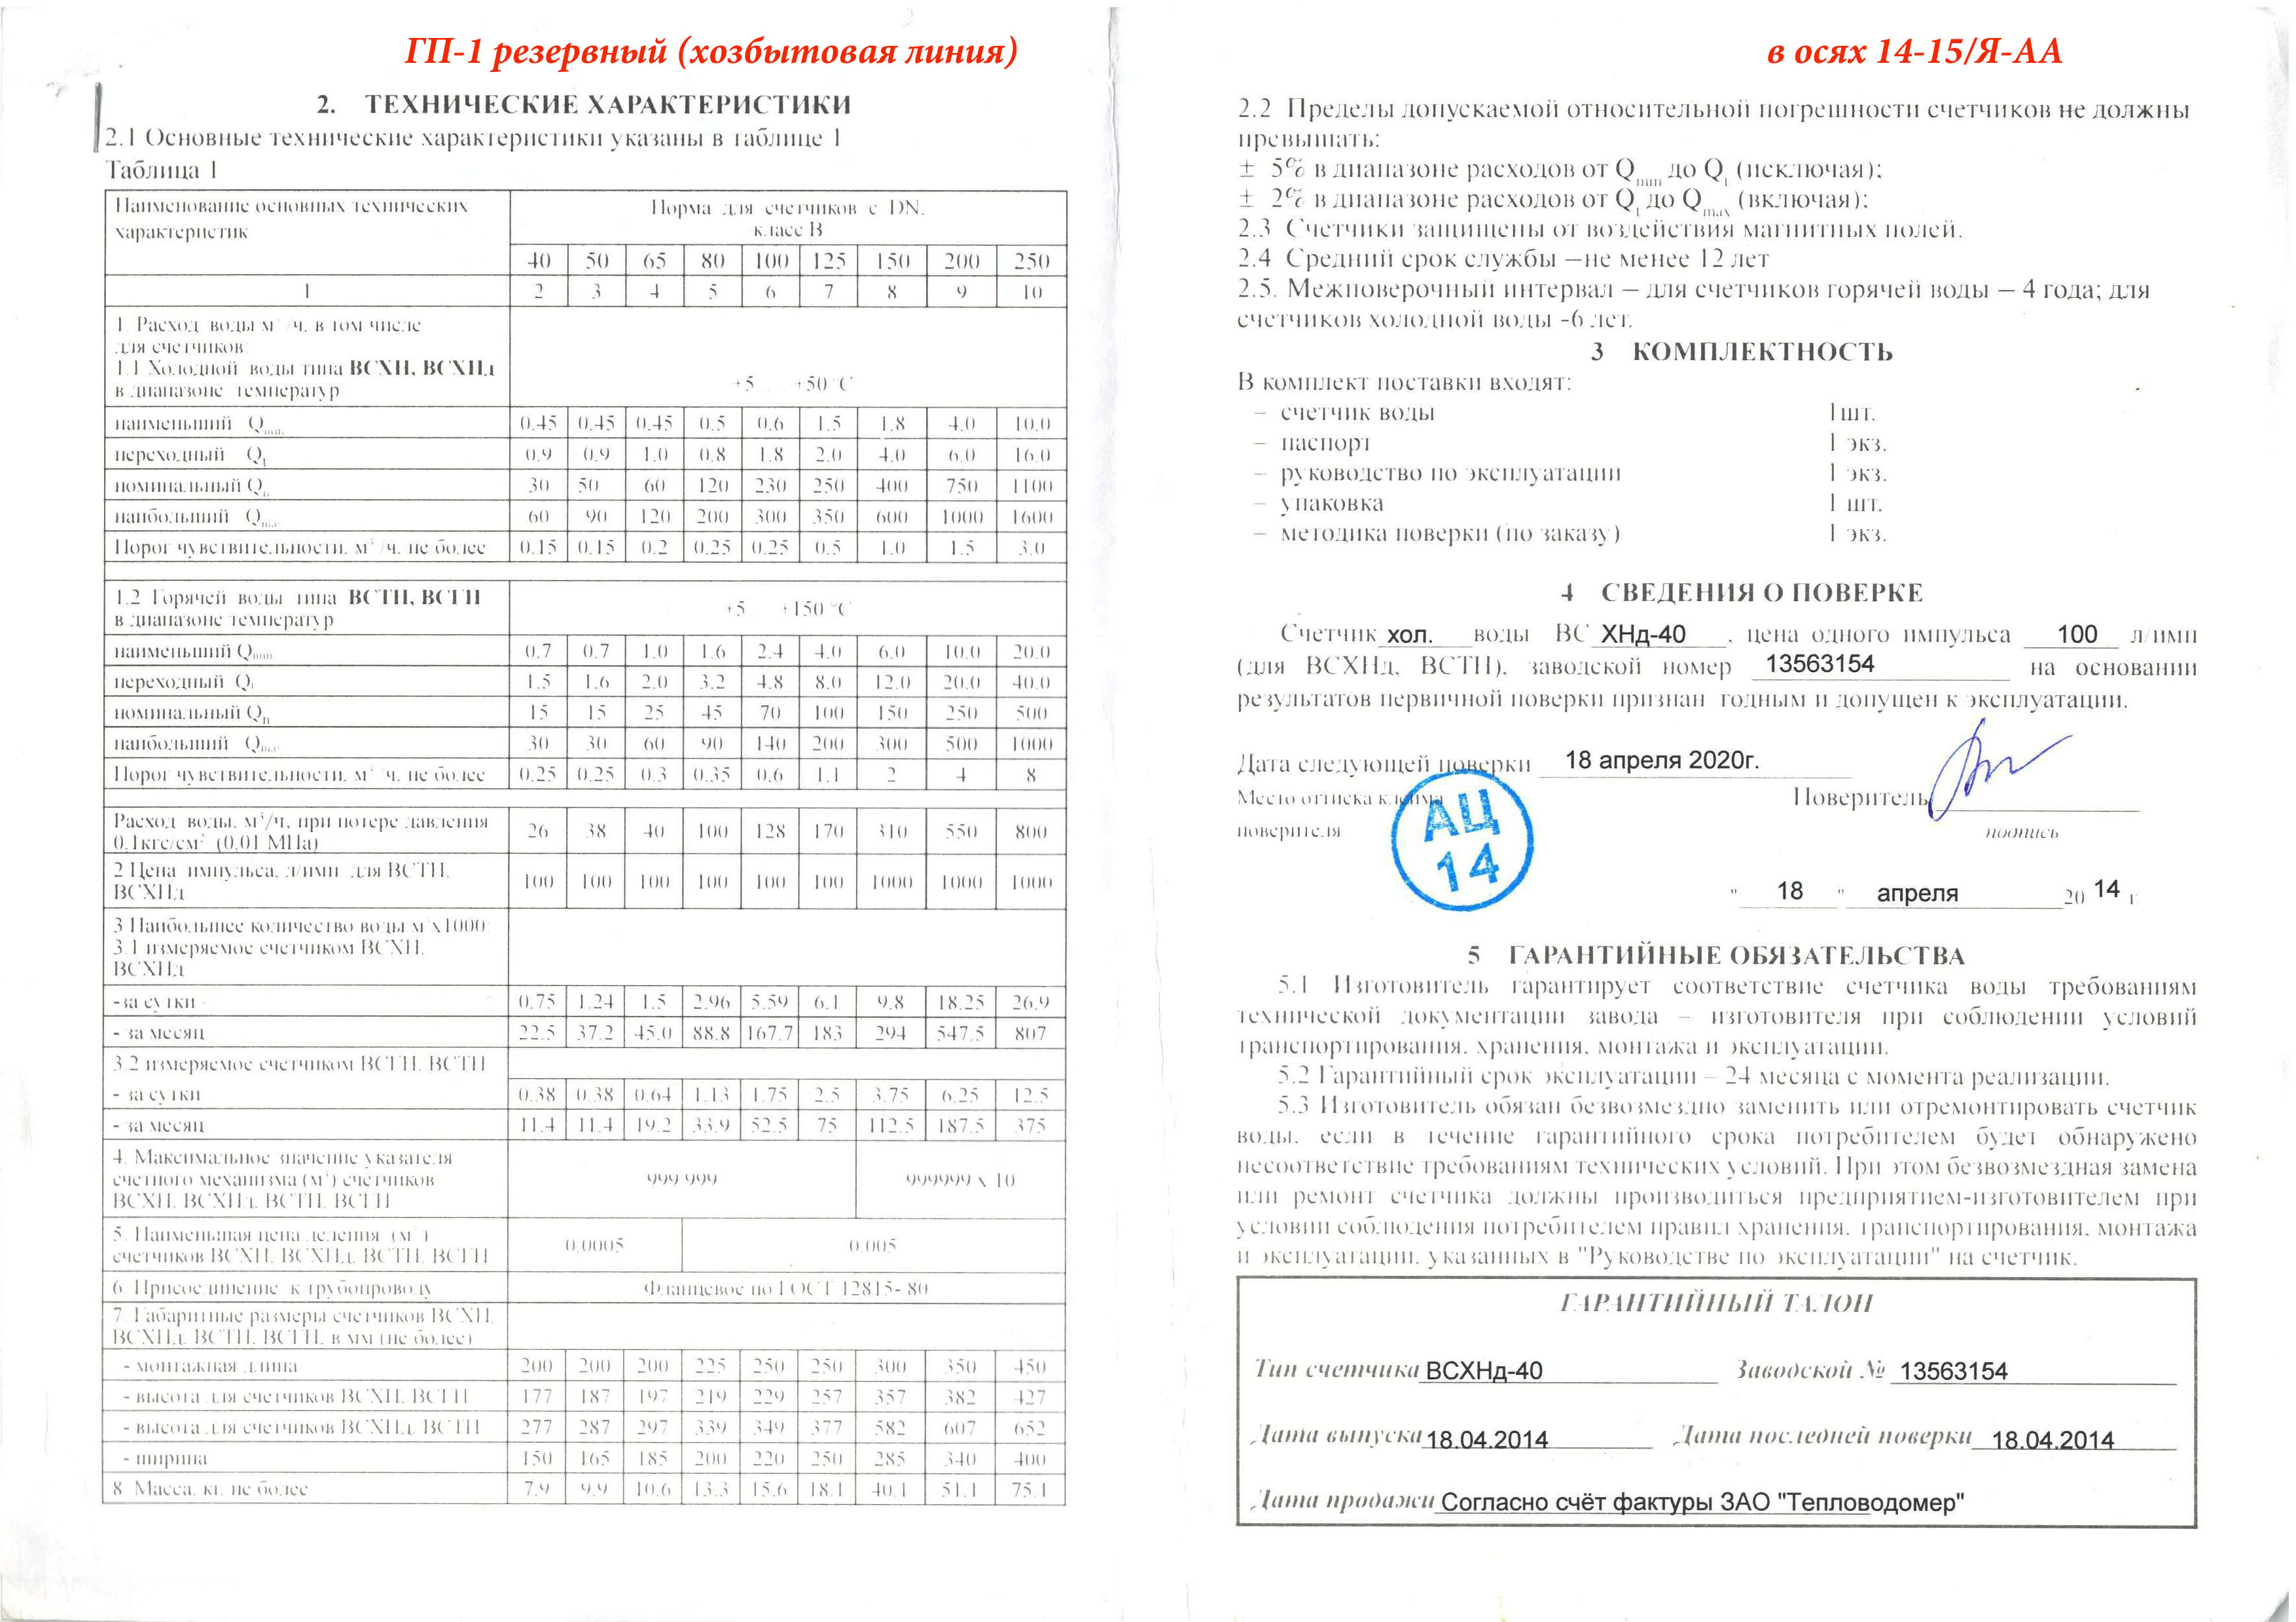 ГП-1 резервный (хозбытовая линия)
2. ТЕХНИЧЕСКИЕ ХАРАКТЕРИСТИКИ
2.1 Основные технические характеристики указаны в таблице 1
Таблица 1
Наименование основных технических характеристик
Норма для счетчиков с DN.
класс В
40 50 65 80 100 125 150 200 250
1 2 3 4 5 6 7 8 9 10
1. Расход воды м³/ч. в том числе
для счетчиков
1.1 Холодной воды типа ВСХН, ВСХНд
в диапазоне температур +5 ... +50 °C
наименьший Qmin 0.45 0.45 0.45 0.5 0.6 1.5 1.8 4.0 10.0
переходный Qt 0.9 0.9 1.0 0.8 1.8 2.0 4.0 6.0 16.0
номинальный Qn 30 50 60 120 230 250 400 750 1100
наибольший Qmax 60 90 120 200 300 350 600 1000 1600
Порог чувствительности. м³/ч. не более 0.15 0.15 0.2 0.25 0.25 0.5 1.0 1.5 3.0
1.2 Горячей воды типа ВСТН, ВСГН
в диапазоне температур +5 ... +150 °C
наименьший Qmin 0.7 0.7 1.0 1.6 2.4 4.0 6.0 10.0 20.0
переходный Qt 1.5 1.6 2.0 3.2 4.8 8.0 12.0 20.0 40.0
номинальный Qn 15 15 25 45 70 100 150 250 500
наибольший Qmax 30 30 60 90 140 200 300 500 1000
Порог чувствительности. м³/ч. не более 0.25 0.25 0.3 0.35 0.6 1.1 2 4 8
Расход воды. м³/ч. при потере давления
0.1кгс/см² (0.01 МПа) 26 38 40 100 128 170 310 550 800
2 Цена импульса. л/имп для ВСТН,
ВСХНд 100 100 100 100 100 100 1000 1000 1000
3 Наибольшее количество воды м³х1000:
3.1 измеряемое счетчиком ВСХН,
ВСХНд
-за сутки 0.75 1.24 1.5 2.96 5.59 6.1 9.8 18.25 26.9
- за месяц 22.5 37.2 45.0 88.8 167.7 183 294 547.5 807
3.2 измеряемое счетчиком ВСГН. ВСТН
- за сутки 0.38 0.38 0.64 1.13 1.75 2.5 3.75 6.25 12.5
- за месяц 11.4 11.4 19.2 33.9 52.5 75 112.5 187.5 375
4. Максимальное значение указателя
счетного механизма (м³) счетчиков
ВСХН. ВСХНд. ВСТН. ВСГН
999 999 999999 х 10
5. Наименьшая цена деления (м³)
счетчиков ВСХН. ВСХНд. ВСТН. ВСГН
0.0005 0.005
6. Присоединение к трубопроводу Фланцевое по ГОСТ 12815- 80
7. Габаритные размеры счетчиков ВСХН.
ВСХНд. ВСГН. ВСТН. в мм (не более)
- монтажная длина 200 200 200 225 250 250 300 350 450
- высота для счетчиков ВСХН. ВСГН 177 187 197 219 229 257 357 382 427
- высота для счетчиков ВСХНд. ВСТН 277 287 297 339 349 377 582 607 652
- ширина 150 165 185 200 220 250 285 340 400
8. Масса. кг. не более 7.9 9.9 10.6 13.3 15.6 18.1 40.1 51.1 75.1
в осях 14-15/Я-АА
2.2 Пределы допускаемой относительной погрешности счетчиков не должны
превышать:
± 5% в диапазоне расходов от Qmin до Qt (исключая);
± 2% в диапазоне расходов от Qt до Qmax (включая);
2.3 Счетчики защищены от воздействия магнитных полей.
2.4 Средний срок службы –не менее 12 лет
2.5. Межповерочный интервал – для счетчиков горячей воды – 4 года; для
счетчиков холодной воды -6 лет.
3 КОМПЛЕКТНОСТЬ
В комплект поставки входят:
– счетчик воды 1шт.
– паспорт 1 экз.
– руководство по эксплуатации 1 экз.
– упаковка 1 шт.
– методика поверки (по заказу) 1 экз.
4 СВЕДЕНИЯ О ПОВЕРКЕ
Счетчик хол. воды ВС ХНд-40 , цена одного импульса 100 л/имп
(для ВСХНд, ВСТН), заводской номер 13563154 на основании
результатов первичной поверки признан годным и допущен к эксплуатации.
Дата следующей поверки 18 апреля 2020г.
Место оттиска клейма
поверителя
Поверитель
подпись
АЦ
14
" 18 " апреля 20 14 г
5 ГАРАНТИЙНЫЕ ОБЯЗАТЕЛЬСТВА
5.1 Изготовитель гарантирует соответствие счетчика воды требованиям
технической документации завода – изготовителя при соблюдении условий
транспортирования, хранения, монтажа и эксплуатации.
5.2 Гарантийный срок эксплуатации – 24 месяца с момента реализации.
5.3 Изготовитель обязан безвозмездно заменить или отремонтировать счетчик
воды, если в течение гарантийного срока потребителем будет обнаружено
несоответствие требованиям технических условий. При этом безвозмездная замена
или ремонт счетчика должны производиться предприятием-изготовителем при
условии соблюдения потребителем правил хранения, транспортирования, монтажа
и эксплуатации, указанных в "Руководстве по эксплуатации" на счетчик.
ГАРАНТИЙНЫЙ ТАЛОН
Тип счетчика ВСХНд-40 Заводской № 13563154
Дата выпуска 18.04.2014 Дата последней поверки 18.04.2014
Дата продажи Согласно счёт фактуры ЗАО "Тепловодомер"